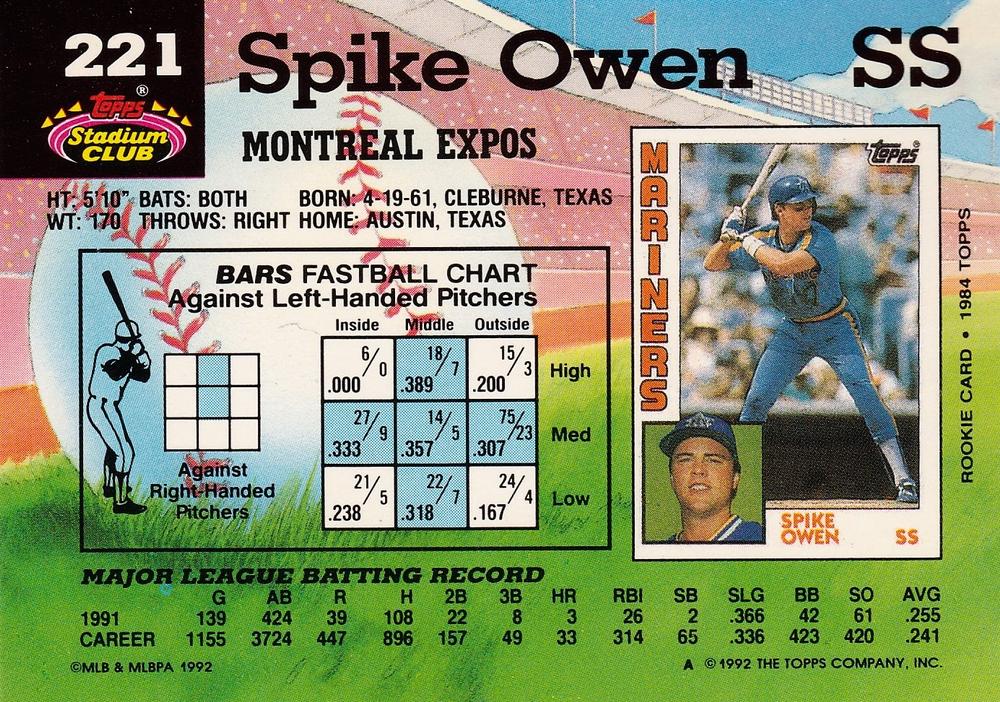 221
Spike Owen SS
Topps®
Stadium
CLUB
MONTREAL EXPOS
HT: 5'10" BATS: BOTH BORN: 4-19-61, CLEBURNE, TEXAS
WT: 170 THROWS: RIGHT HOME: AUSTIN, TEXAS
BARS FASTBALL CHART
Against Left-Handed Pitchers
Inside Middle Outside
6/0 .000 18/7 .389 15/3 .200 High
27/9 .333 14/5 .357 75/23 .307 Med
21/5 .238 22/7 .318 24/4 .167 Low
Against
Right-Handed
Pitchers
MARINERS
Topps
SPIKE
OWEN SS
ROOKIE CARD • 1984 TOPPS
MAJOR LEAGUE BATTING RECORD
G AB R H 2B 3B HR RBI SB SLG BB SO AVG
1991 139 424 39 108 22 8 3 26 2 .366 42 61 .255
CAREER 1155 3724 447 896 157 49 33 314 65 .336 423 420 .241
©MLB & MLBPA 1992 A ©1992 THE TOPPS COMPANY, INC.